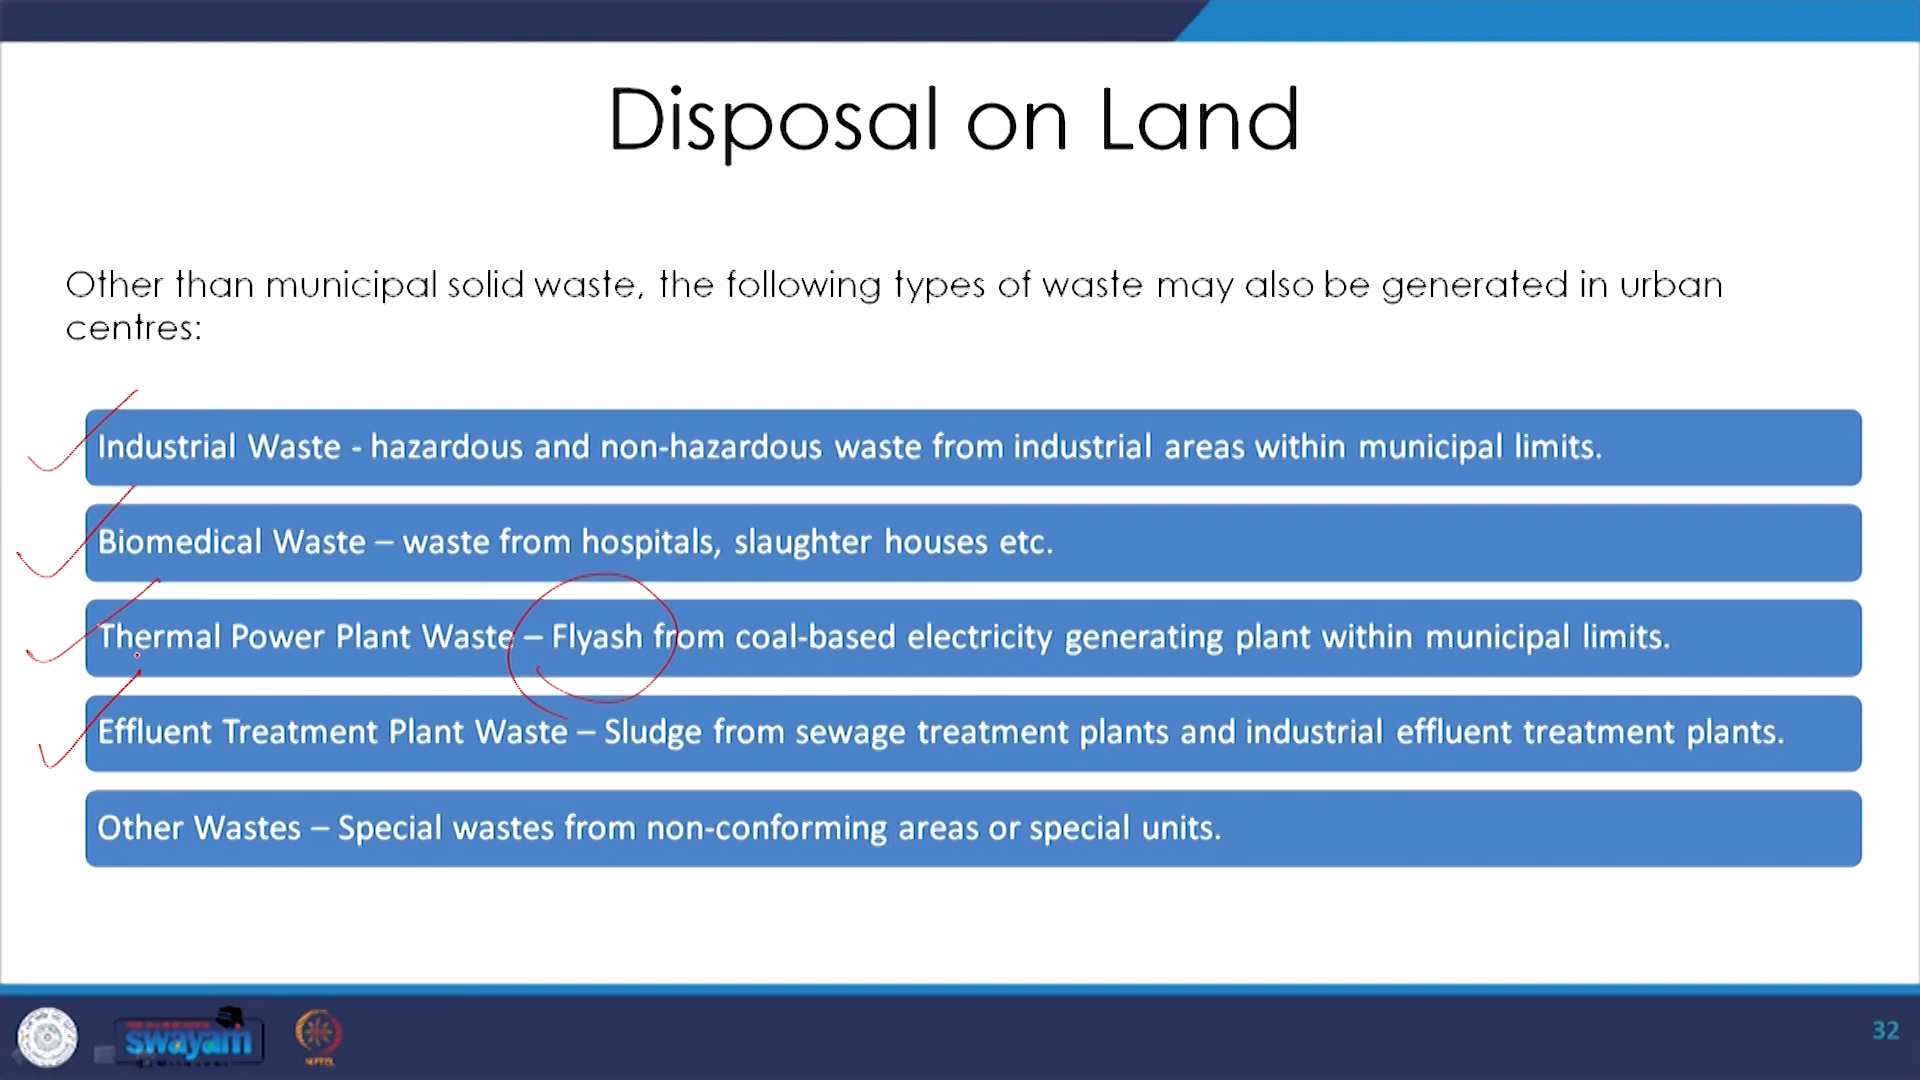 Disposal on Land
Other than municipal solid waste, the following types of waste may also be generated in urban
centres:
Industrial Waste - hazardous and non-hazardous waste from industrial areas within municipal limits.
Biomedical Waste – waste from hospitals, slaughter houses etc.
Thermal Power Plant Waste – Flyash from coal-based electricity generating plant within municipal limits.
Effluent Treatment Plant Waste – Sludge from sewage treatment plants and industrial effluent treatment plants.
Other Wastes – Special wastes from non-conforming areas or special units.
swayam
32